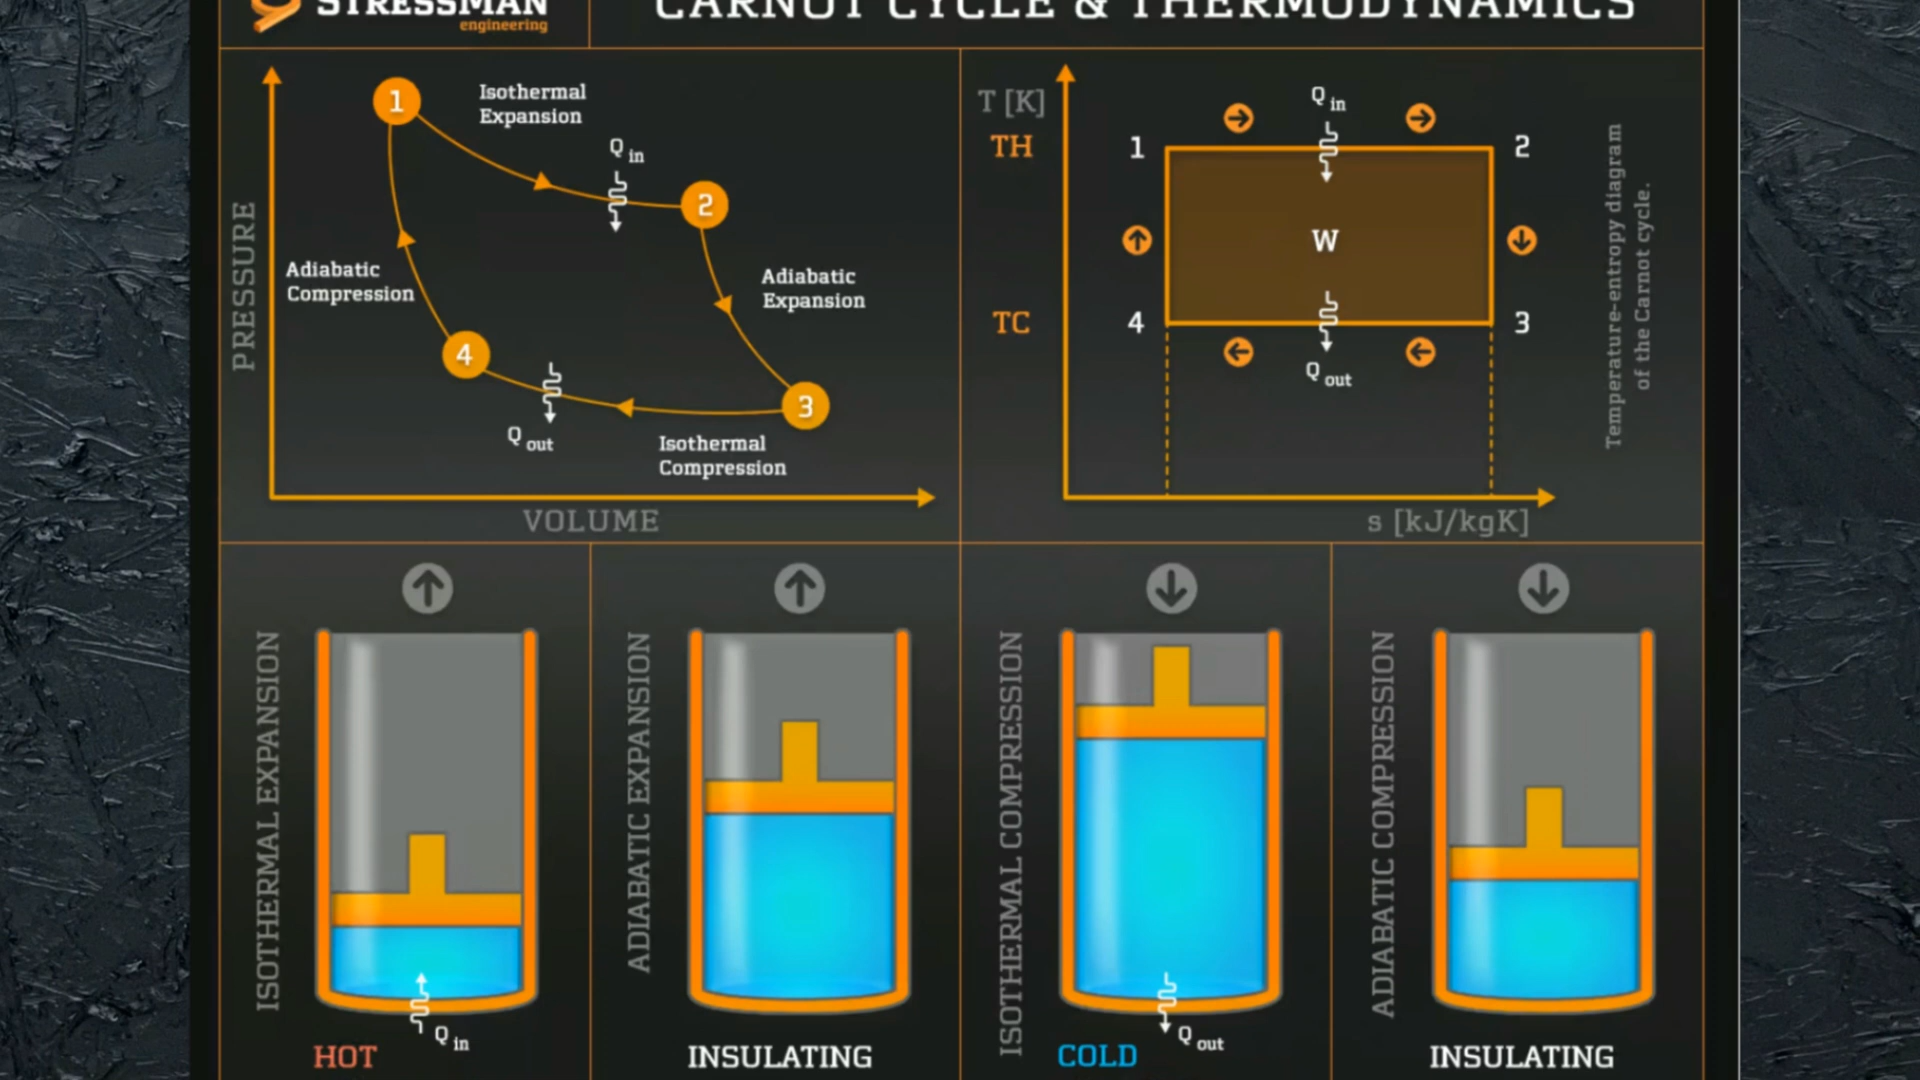 STRESSMAN
engineering
CARNOT CYCLE & THERMODYNAMICS
PRESSURE
1
Isothermal
Expansion
Q in
2
Adiabatic
Compression
Adiabatic
Expansion
4
3
Q out
Isothermal
Compression
VOLUME
T [K]
TH
1
Q in
2
W
TC
4
3
Q out
s [kJ/kgK]
Temperature-entropy diagram
of the Carnot cycle.
ISOTHERMAL EXPANSION
Q in
HOT
ADIABATIC EXPANSION
INSULATING
ISOTHERMAL COMPRESSION
Q out
COLD
ADIABATIC COMPRESSION
INSULATING